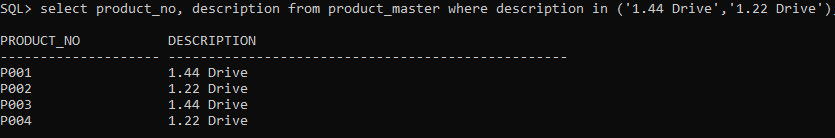 SQL> select product_no, description from product_master where description in ('1.44 Drive','1.22 Drive');
PRODUCT_NO DESCRIPTION
-------------------- --------------------------------------------------
P001 1.44 Drive
P002 1.22 Drive
P003 1.44 Drive
P004 1.22 Drive